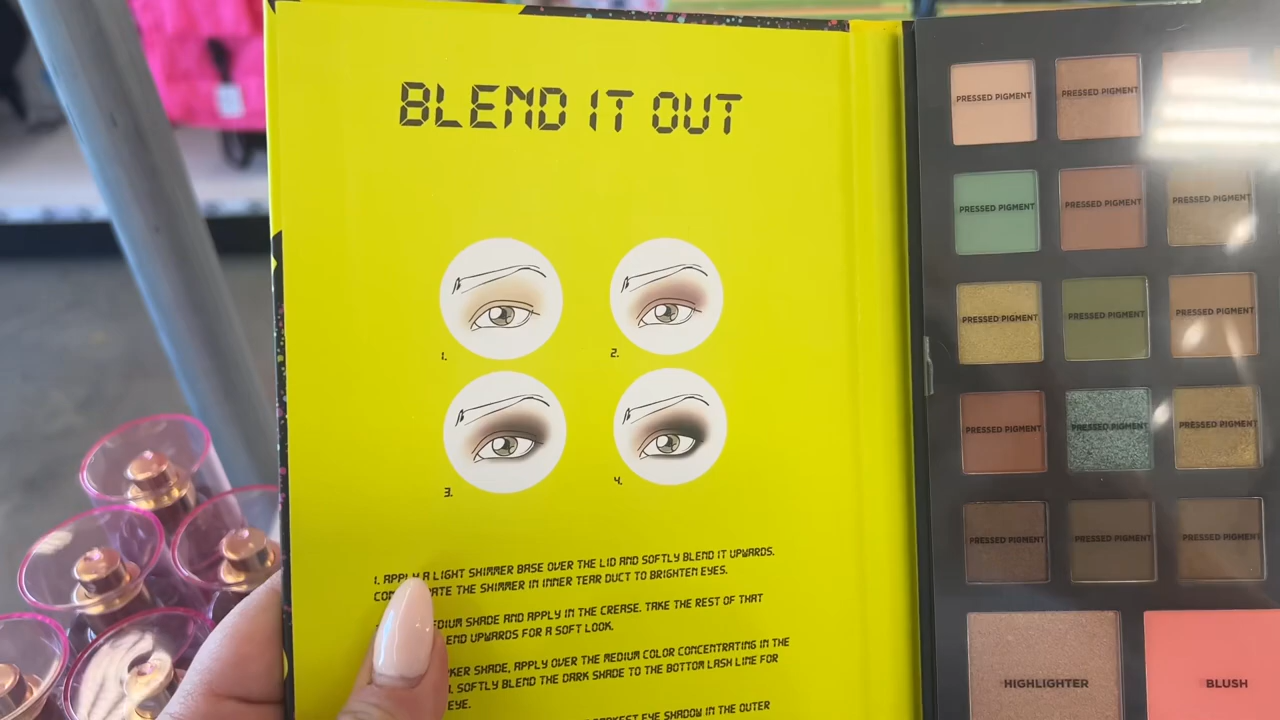 BLEND IT OUT
1.
2.
3.
4.
1. APPLY A LIGHT SHIMMER BASE OVER THE LID AND SOFTLY BLEND IT UPWARDS.
THE SHIMMER IN INNER TEAR DUCT TO BRIGHTEN EYES.
SHADE AND APPLY IN THE CREASE. TAKE THE REST OF THAT
UPWARDS FOR A SOFT LOOK.
SHADE, APPLY OVER THE MEDIUM COLOR CONCENTRATING IN THE
SOFTLY BLEND THE DARK SHADE TO THE BOTTOM LASH LINE FOR
EYE.
EYE SHADOW IN THE OUTER
PRESSED PIGMENT PRESSED PIGMENT
PRESSED PIGMENT PRESSED PIGMENT PRESSED PIGMENT
PRESSED PIGMENT PRESSED PIGMENT PRESSED PIGMENT
PRESSED PIGMENT PRESSED PIGMENT PRESSED PIGMENT
PRESSED PIGMENT PRESSED PIGMENT PRESSED PIGMENT
HIGHLIGHTER BLUSH